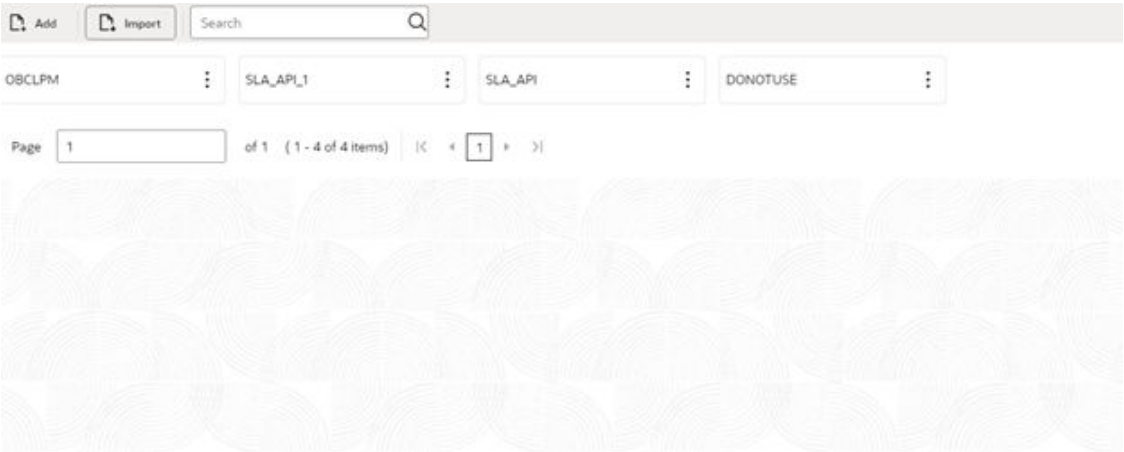 Add Import Search
OBCLPM SLA_API_1 SLA_API DONOTUSE
Page 1 of 1 ( 1 - 4 of 4 items) 1